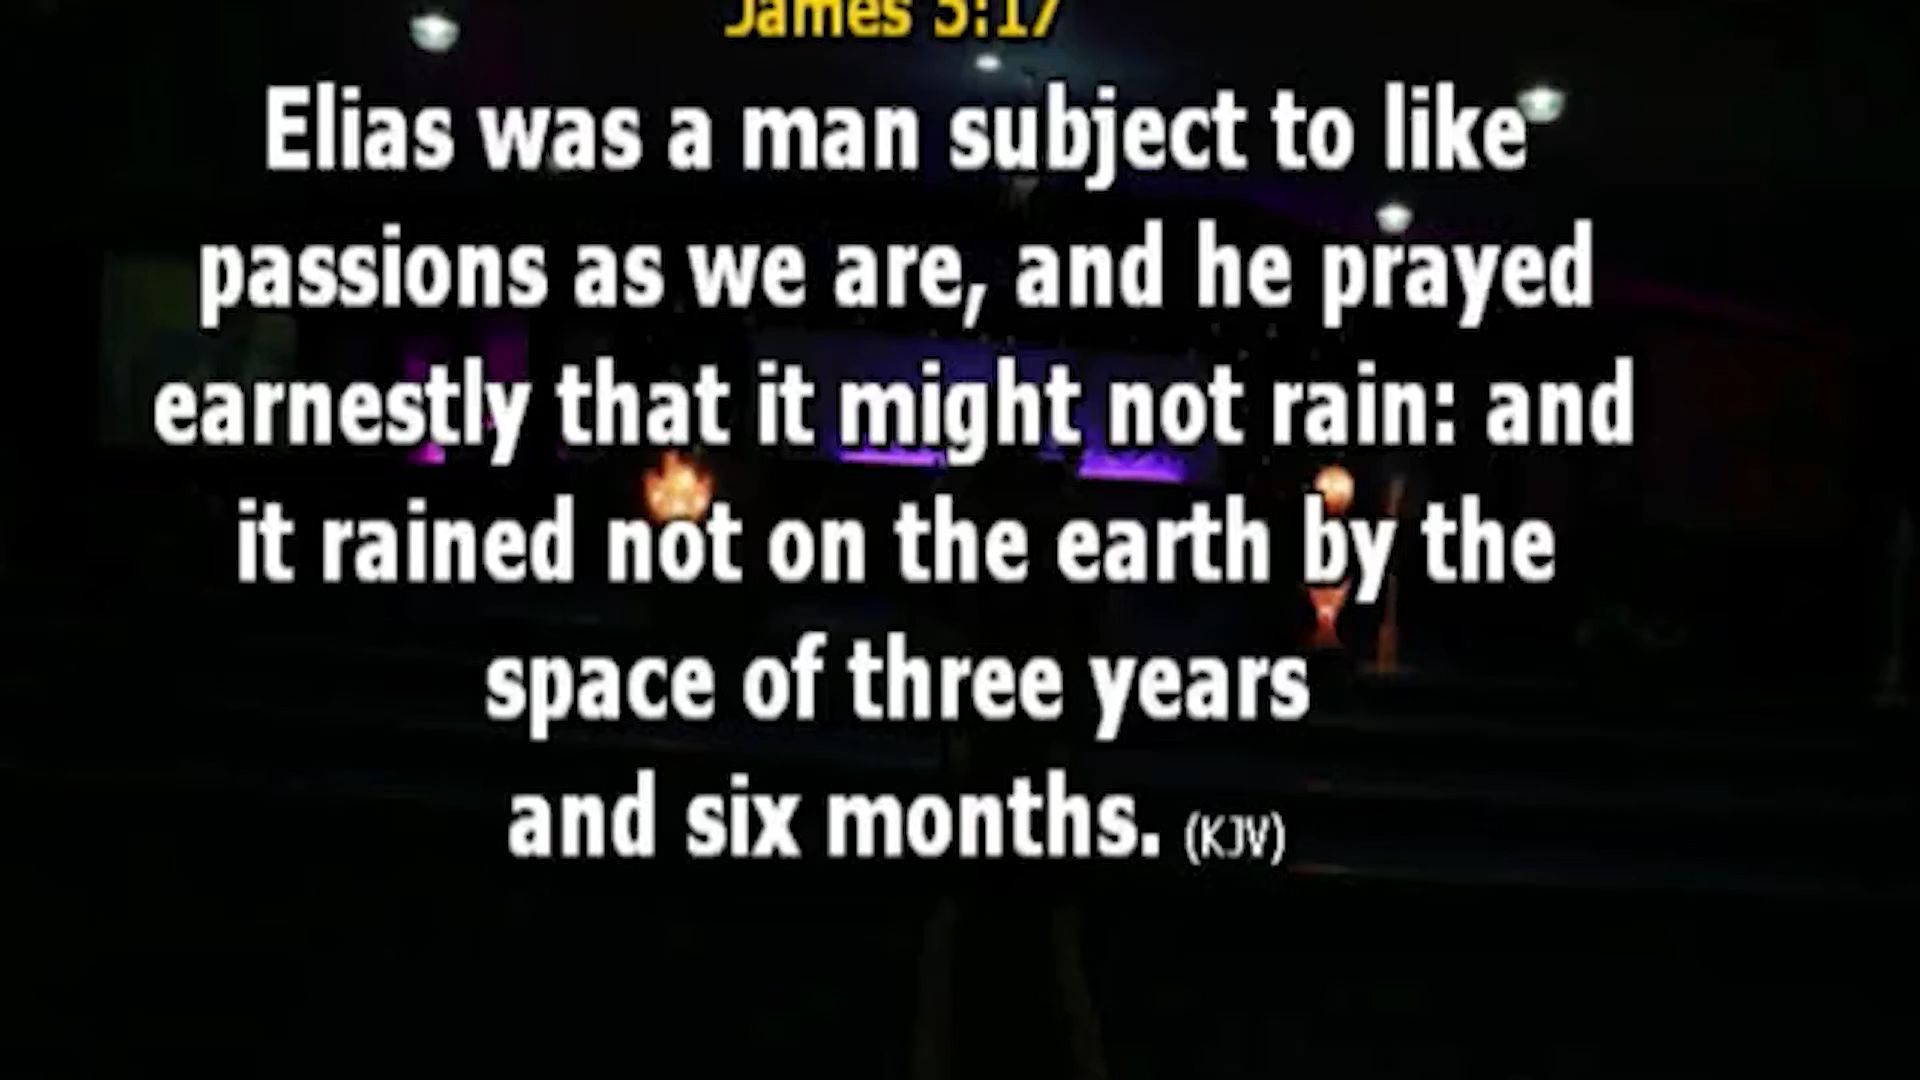 James 5:17
Elias was a man subject to like
passions as we are, and he prayed
earnestly that it might not rain: and
it rained not on the earth by the
space of three years
and six months. (KJV)